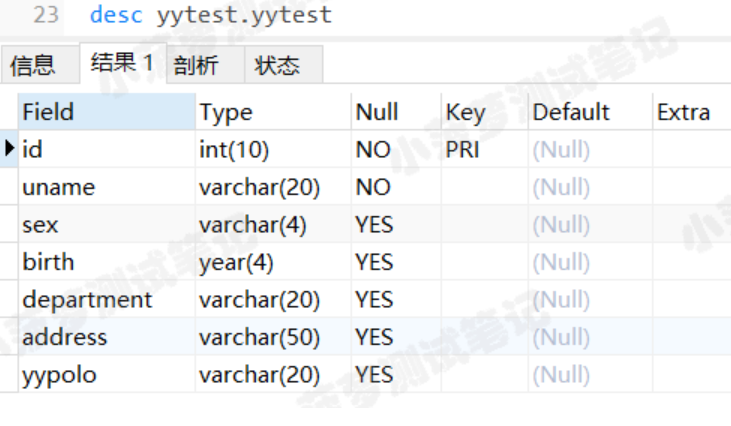 23 desc yytest.yytest
信息 结果 1 剖析 状态
Field Type Null Key Default Extra
id int(10) NO PRI (Null)
uname varchar(20) NO (Null)
sex varchar(4) YES (Null)
birth year(4) YES (Null)
department varchar(20) YES (Null)
address varchar(50) YES (Null)
yypolo varchar(20) YES (Null)
小菠萝测试笔记